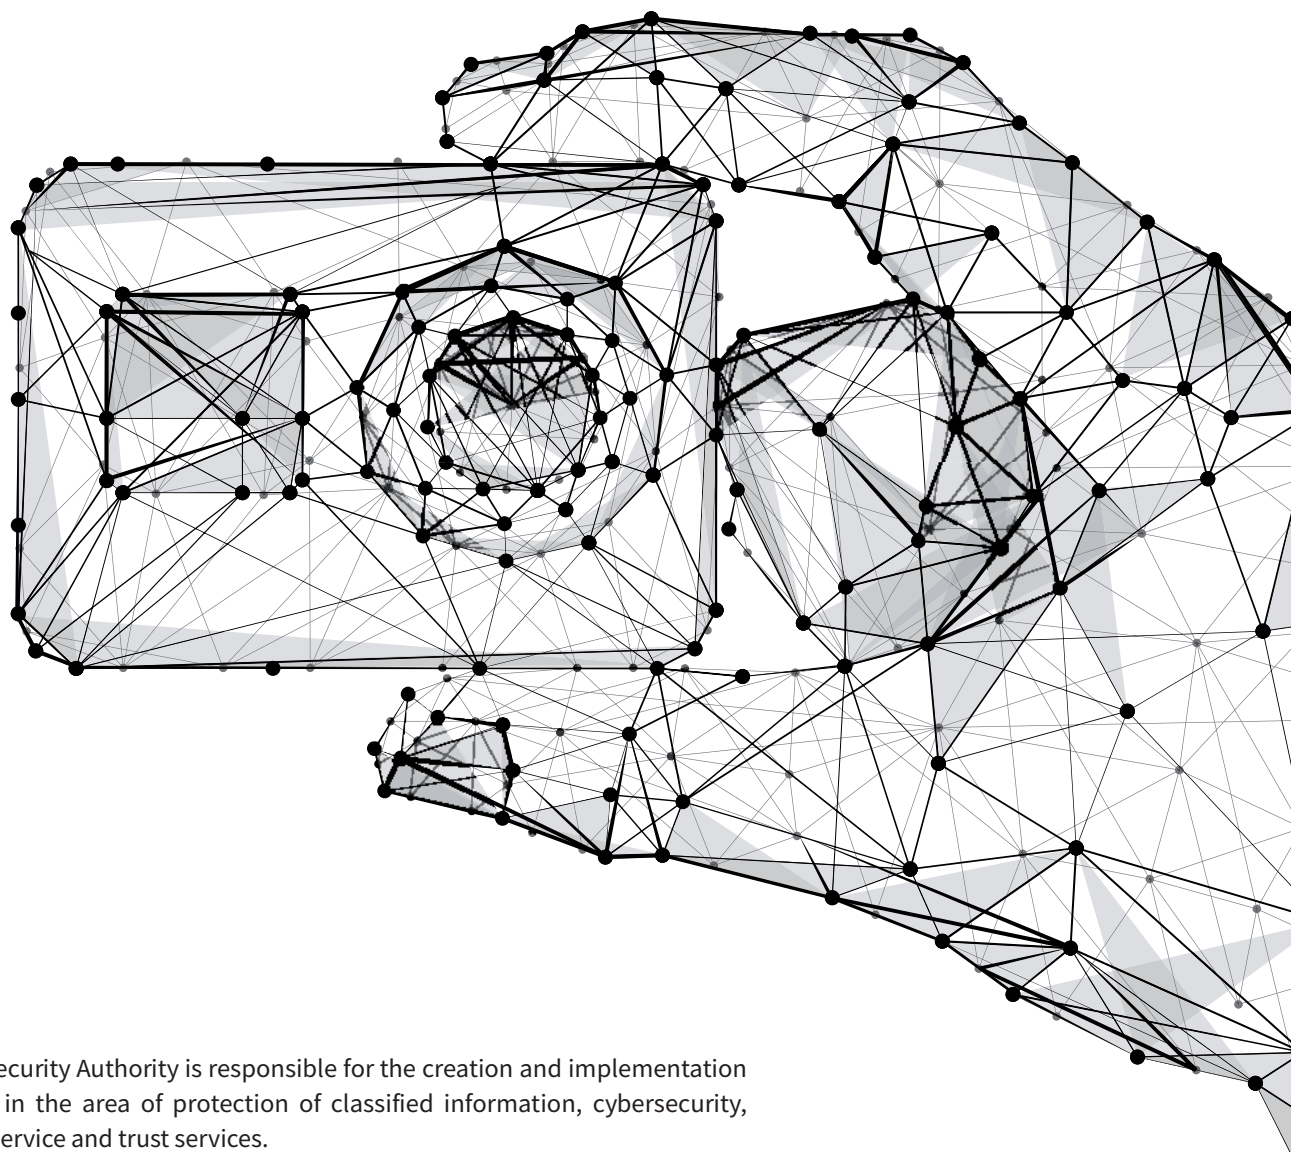 ecurity Authority is responsible for the creation and implementation
in the area of protection of classified information, cybersecurity,
ervice and trust services.